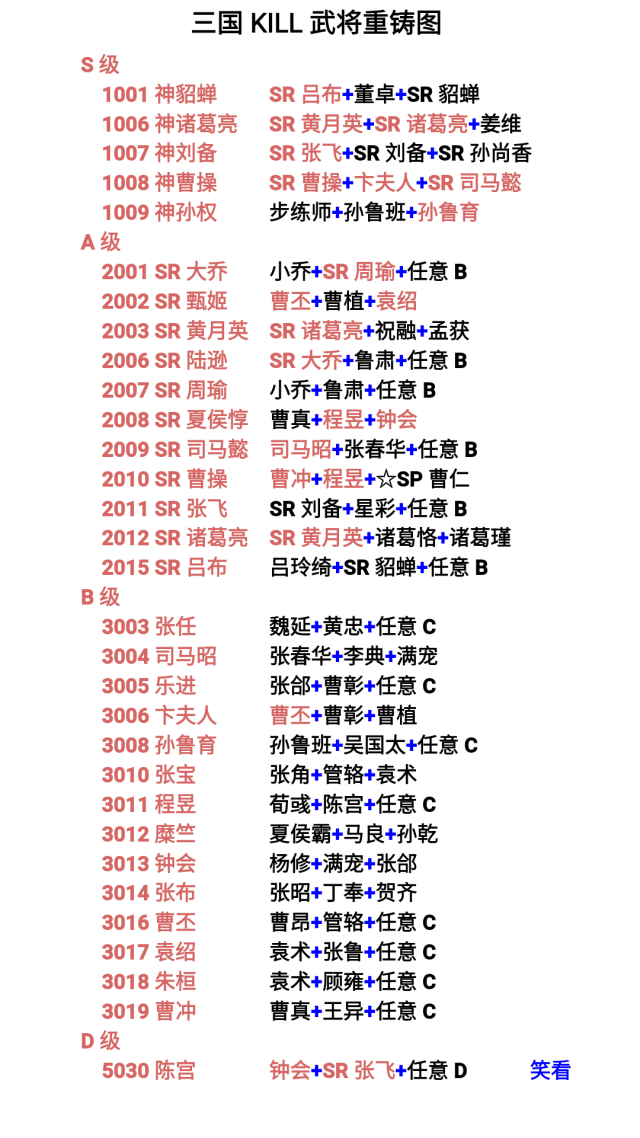 三国 KILL 武将重铸图
S 级
1001 神貂蝉 SR 吕布+董卓+SR 貂蝉
1006 神诸葛亮 SR 黄月英+SR 诸葛亮+姜维
1007 神刘备 SR 张飞+SR 刘备+SR 孙尚香
1008 神曹操 SR 曹操+卞夫人+SR 司马懿
1009 神孙权 步练师+孙鲁班+孙鲁育
A 级
2001 SR 大乔 小乔+SR 周瑜+任意 B
2002 SR 甄姬 曹丕+曹植+袁绍
2003 SR 黄月英 SR 诸葛亮+祝融+孟获
2006 SR 陆逊 SR 大乔+鲁肃+任意 B
2007 SR 周瑜 小乔+鲁肃+任意 B
2008 SR 夏侯惇 曹真+程昱+钟会
2009 SR 司马懿 司马昭+张春华+任意 B
2010 SR 曹操 曹冲+程昱+☆SP 曹仁
2011 SR 张飞 SR 刘备+星彩+任意 B
2012 SR 诸葛亮 SR 黄月英+诸葛恪+诸葛瑾
2015 SR 吕布 吕玲绮+SR 貂蝉+任意 B
B 级
3003 张任 魏延+黄忠+任意 C
3004 司马昭 张春华+李典+满宠
3005 乐进 张郃+曹彰+任意 C
3006 卞夫人 曹丕+曹彰+曹植
3008 孙鲁育 孙鲁班+吴国太+任意 C
3010 张宝 张角+管辂+袁术
3011 程昱 荀彧+陈宫+任意 C
3012 糜竺 夏侯霸+马良+孙乾
3013 钟会 杨修+满宠+张郃
3014 张布 张昭+丁奉+贺齐
3016 曹丕 曹昂+管辂+任意 C
3017 袁绍 袁术+张鲁+任意 C
3018 朱桓 袁术+顾雍+任意 C
3019 曹冲 曹真+王异+任意 C
D 级
5030 陈宫 钟会+SR 张飞+任意 D 笑看